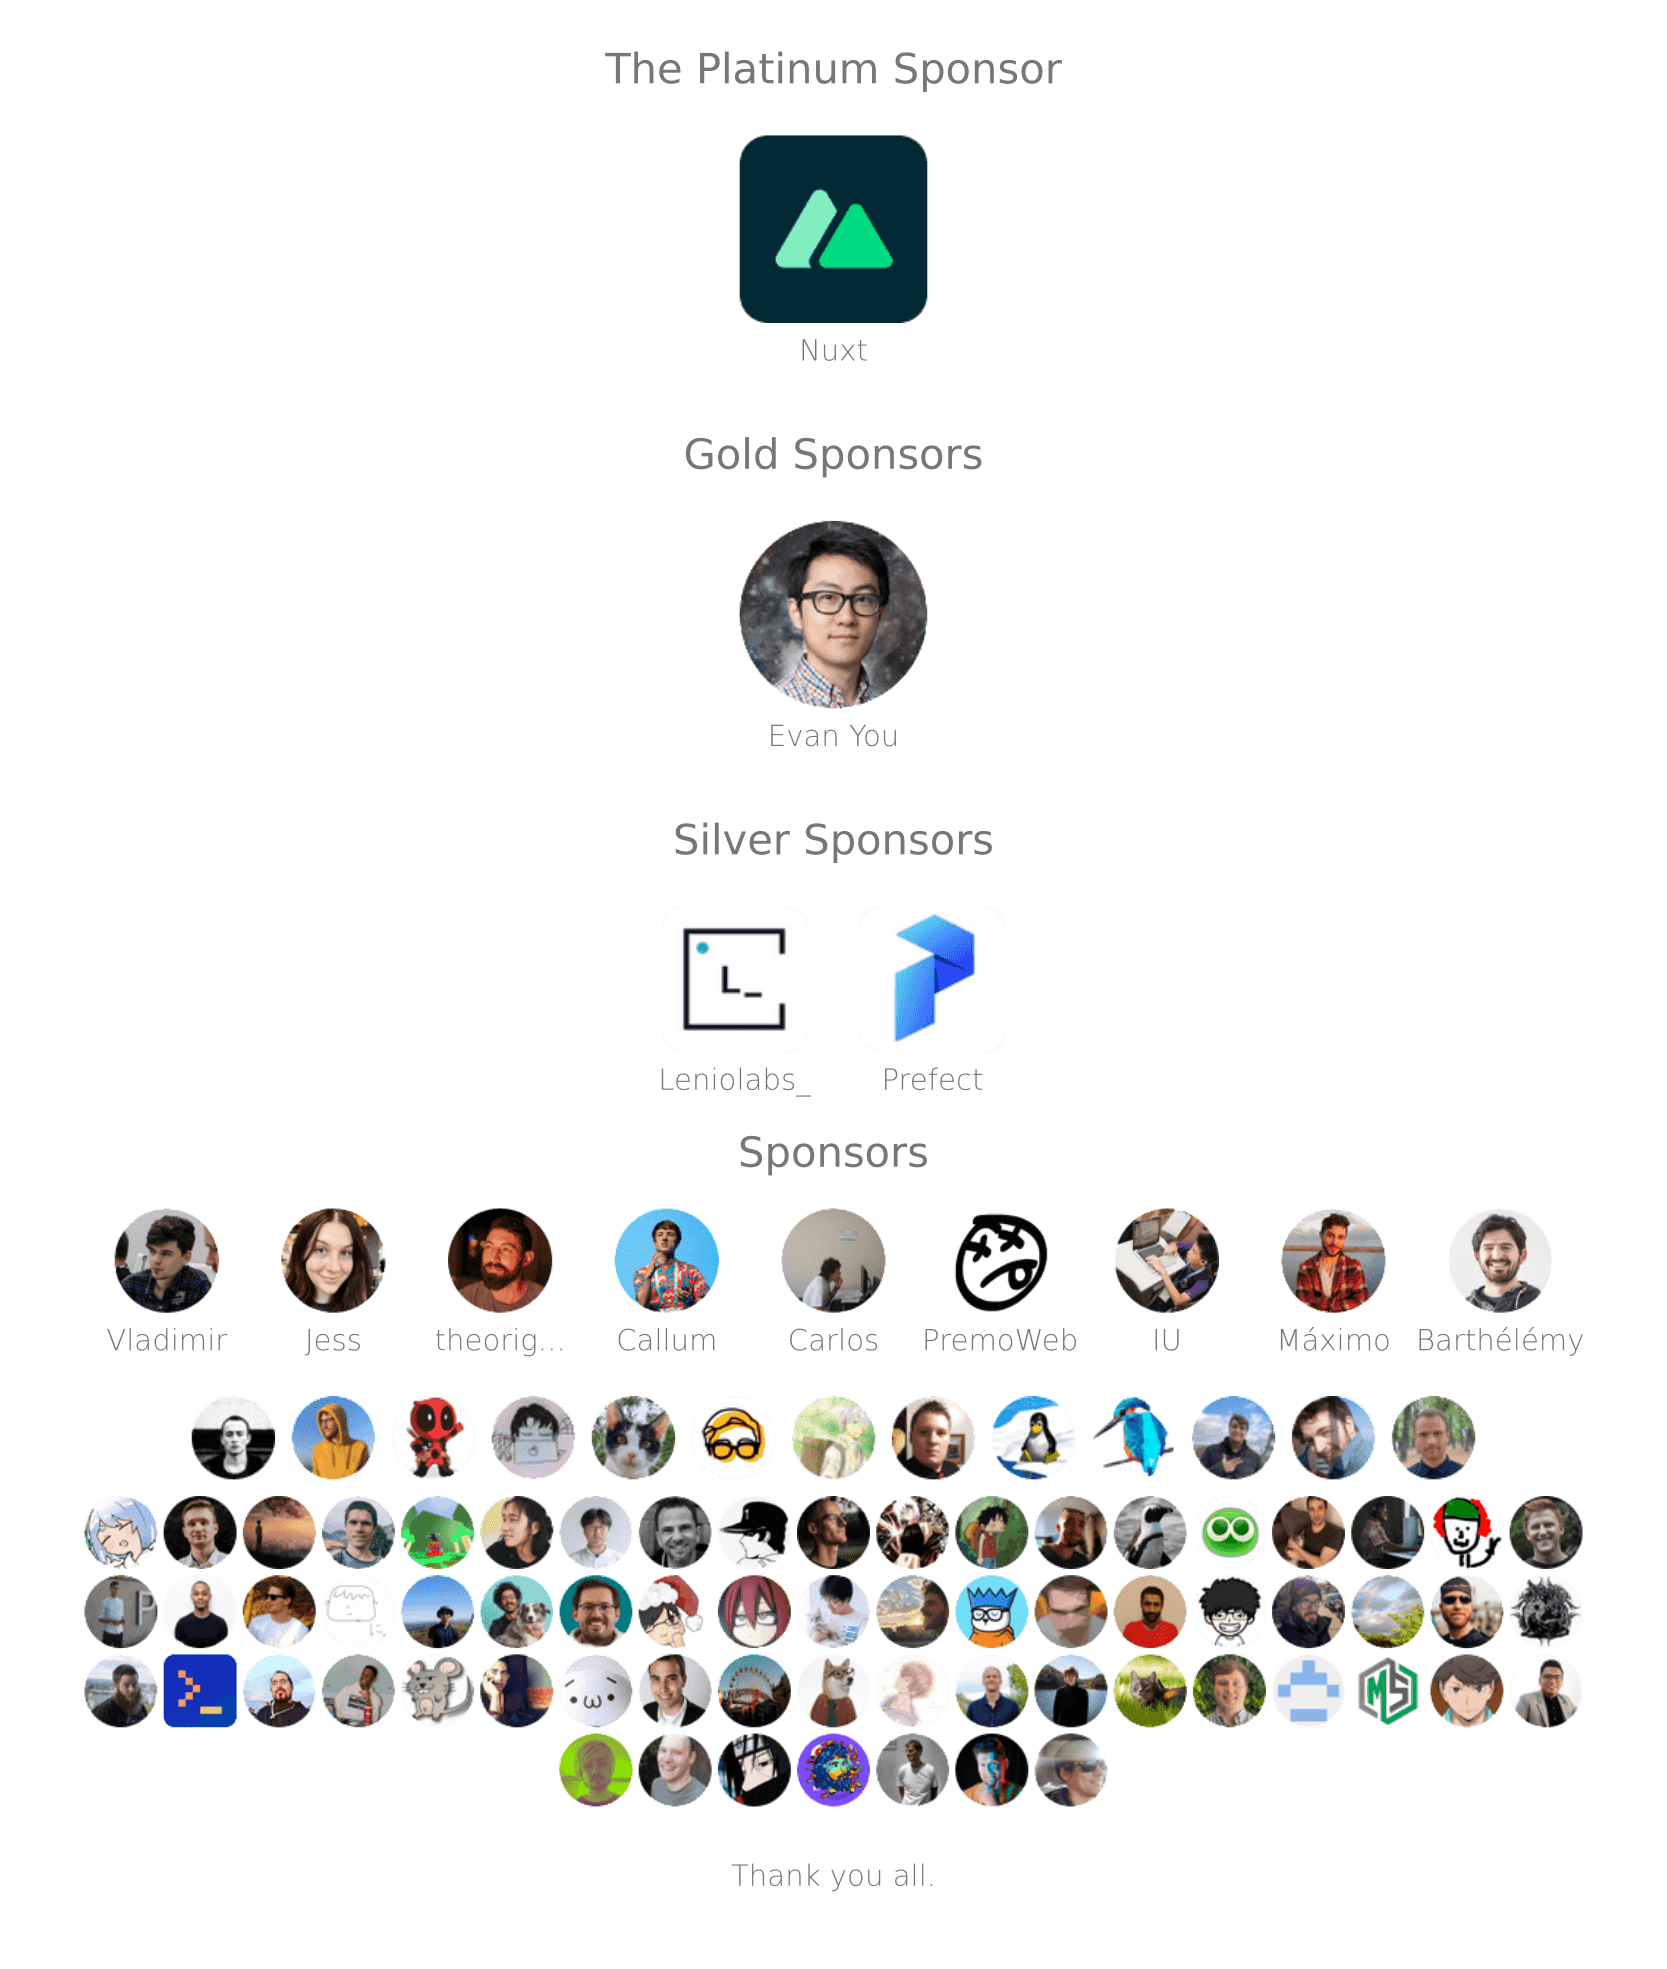 The Platinum Sponsor
Nuxt
Gold Sponsors
Evan You
Silver Sponsors
L_
Leniolabs_ Prefect
Sponsors
Vladimir Jess theorig... Callum Carlos PremoWeb IU Máximo Barthélémy
P
MS
Thank you all.